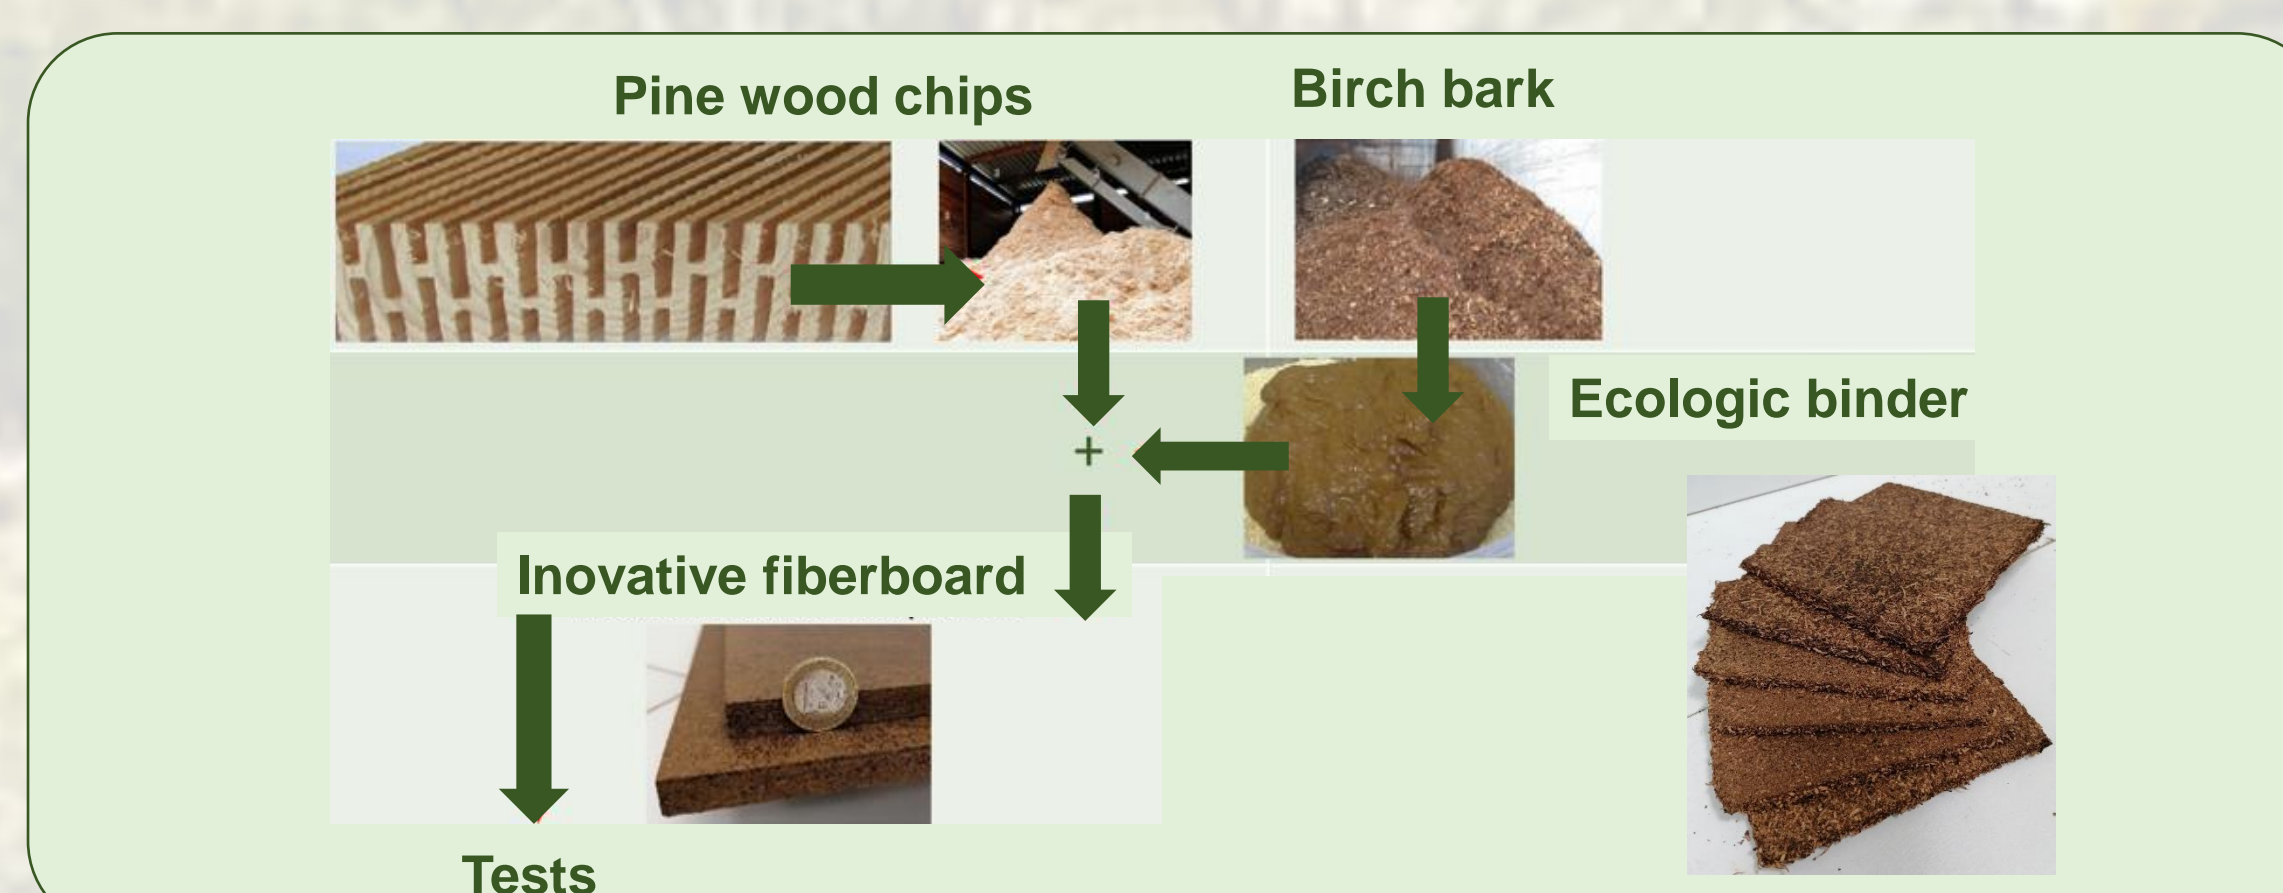 Pine wood chips
Birch bark
Ecologic binder
+
Inovative fiberboard
Tests